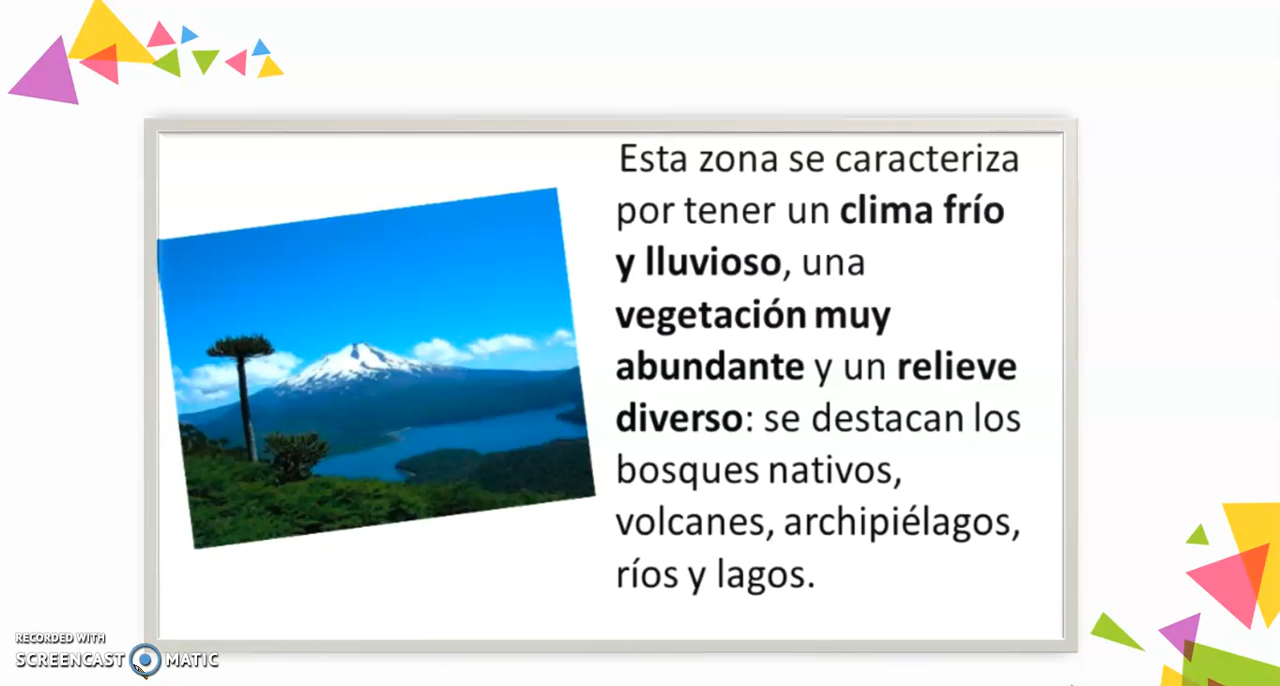 Esta zona se caracteriza
por tener un clima frío
y lluvioso, una
vegetación muy
abundante y un relieve
diverso: se destacan los
bosques nativos,
volcanes, archipiélagos,
ríos y lagos.
RECORDED WITH
SCREENCAST MATIC